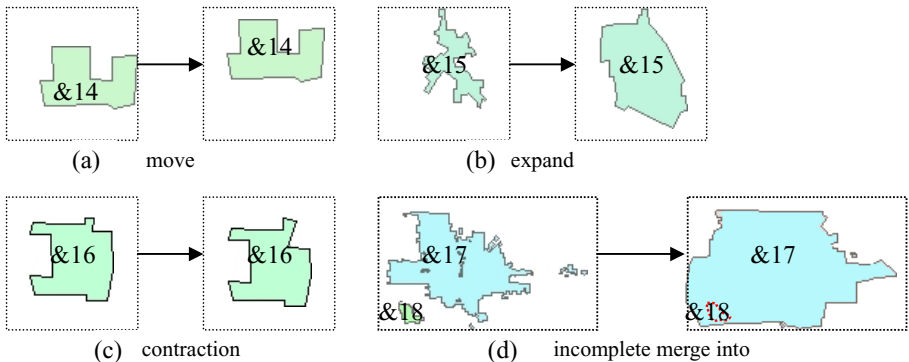 &14
&14
&15
&15
(a) move
(b) expand
&16
&16
&17
&17
&18
&18
(c) contraction
(d) incomplete merge into